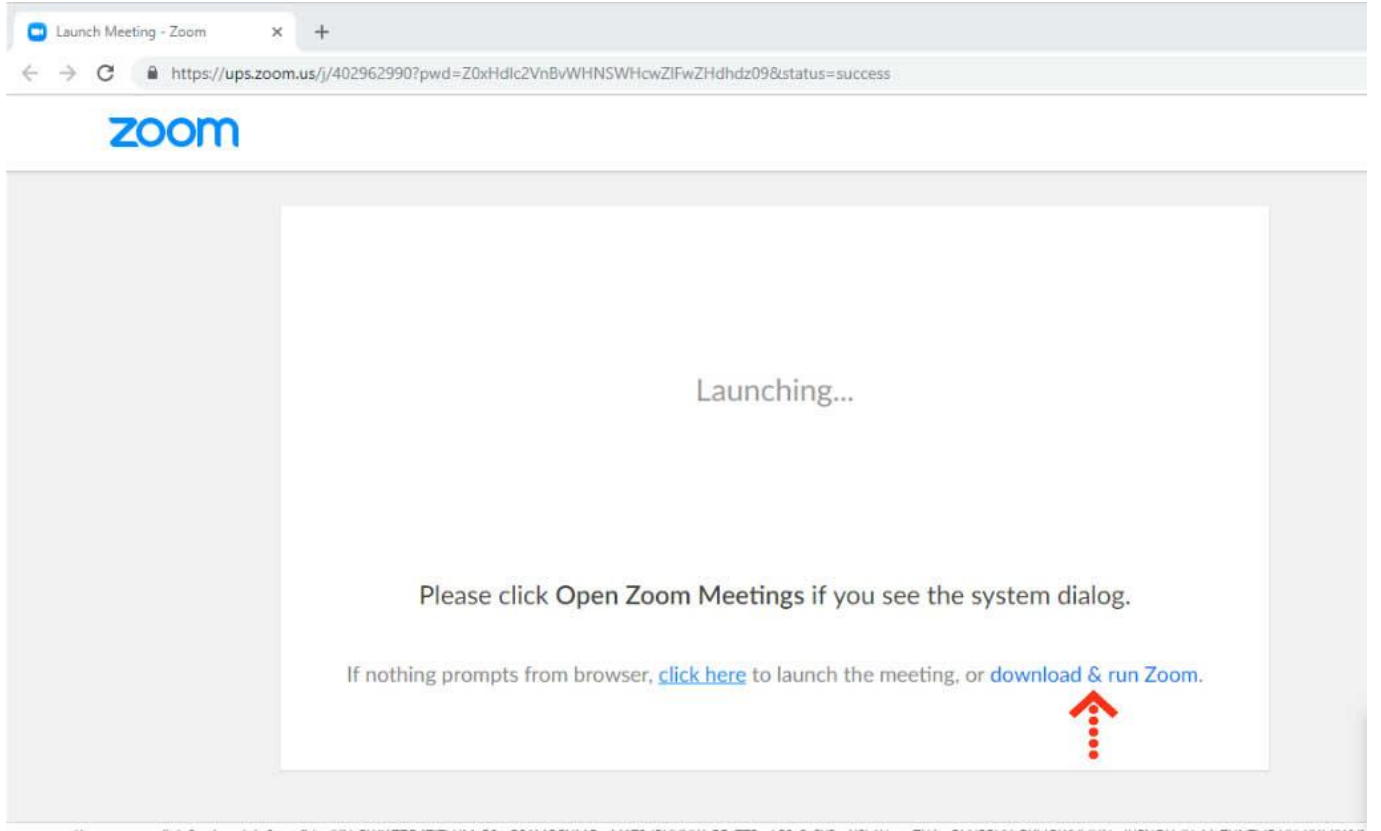 Launch Meeting - Zoom
https://ups.zoom.us/j/402962990?pwd=Z0xHdlc2VnBvWHNSWHcwZlFwZHdhdz09&status=success
zoom
Launching...
Please click Open Zoom Meetings if you see the system dialog.
If nothing prompts from browser, click here to launch the meeting, or download & run Zoom.